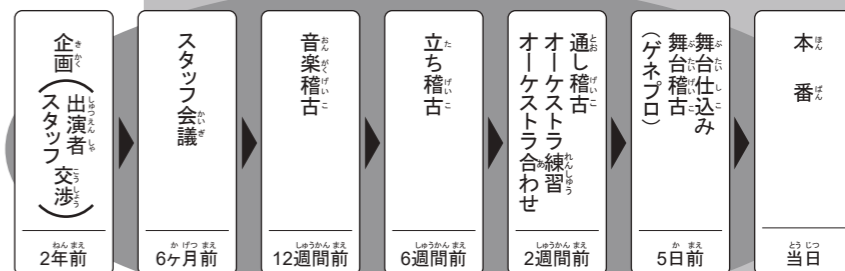 企画(出演者スタッフ交渉)
2年前
スタッフ会議
6ヶ月前
音楽稽古
12週間前
立ち稽古
6週間前
通し稽古
オーケストラ練習
オーケストラ合わせ
2週間前
舞台仕込み
舞台稽古
(ゲネプロ)
5日前
本番
当日